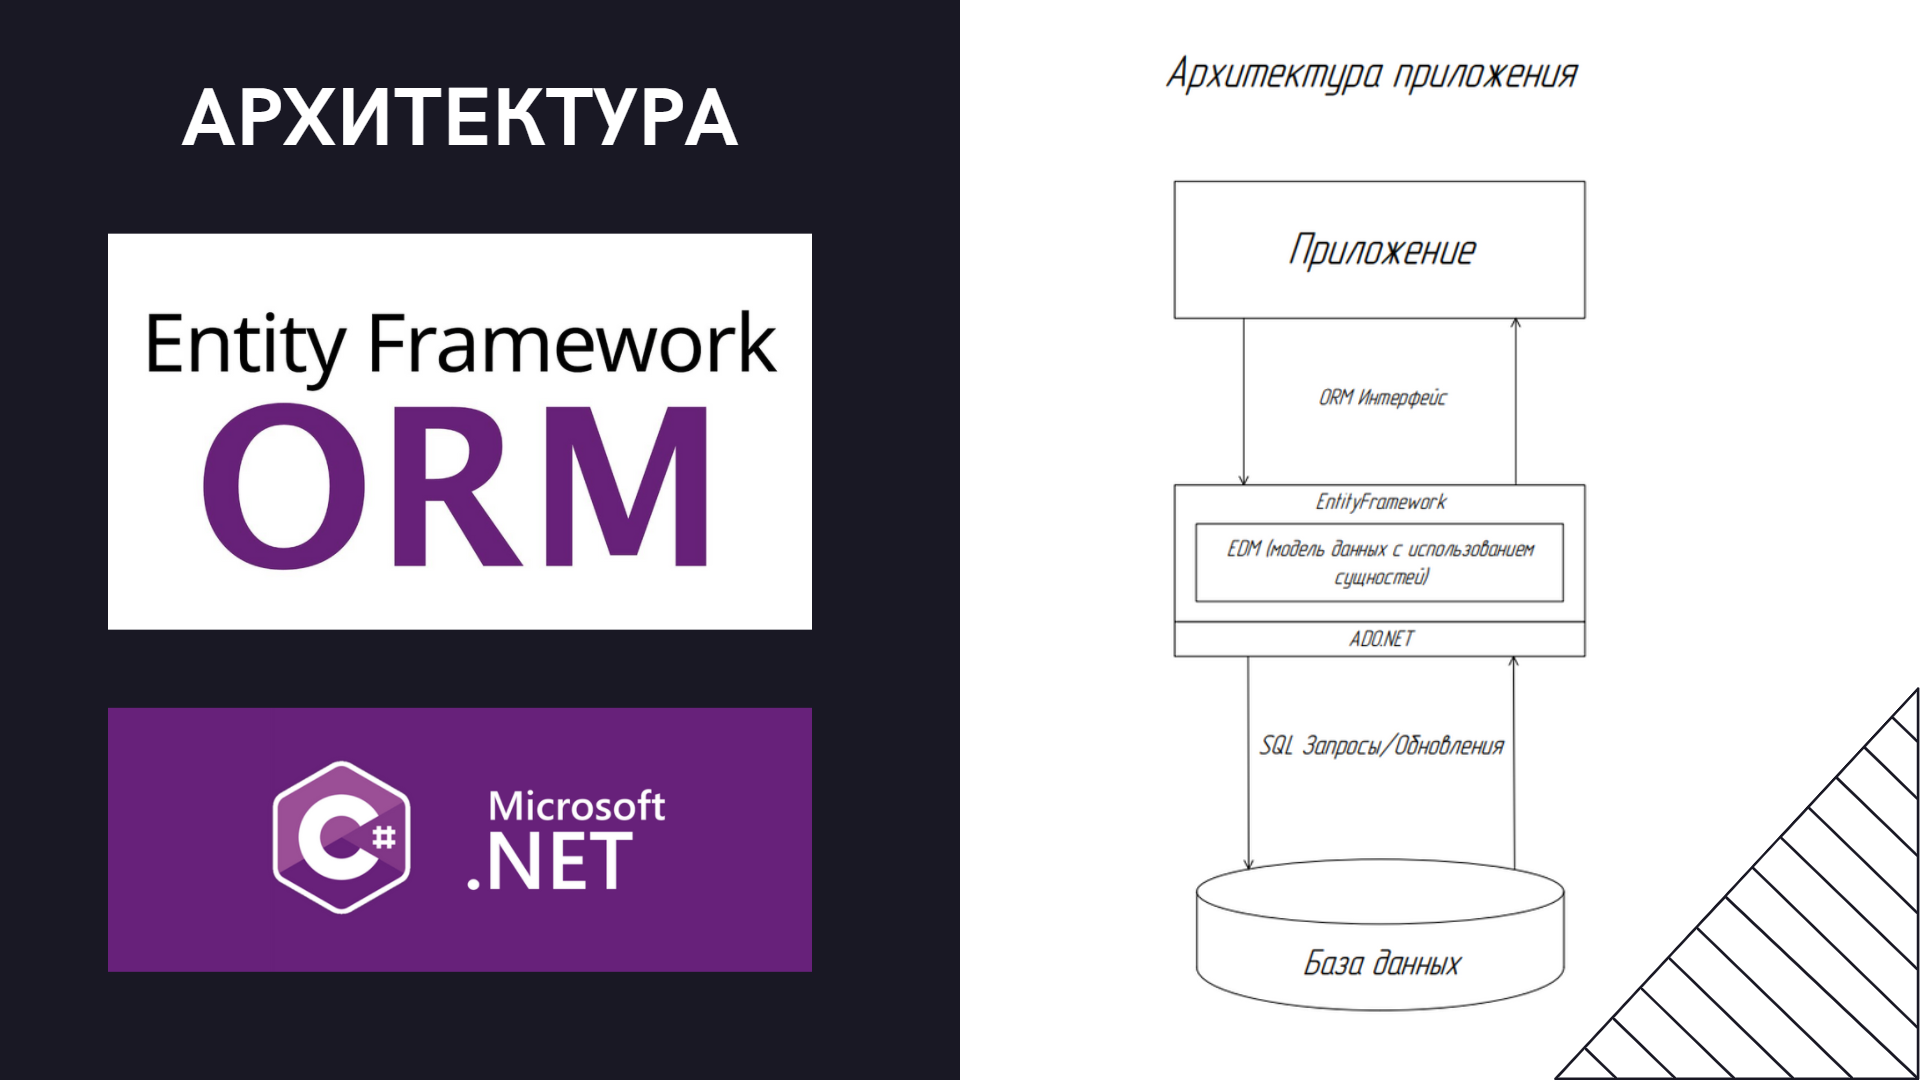 АРХИТЕКТУРА
Entity Framework
ORM
C#
Microsoft
.NET
Архитектура приложения
Приложение
ORM Интерфейс
EntityFramework
EDM (модель данных с использованием
сущностей)
ADO.NET
SQL Запросы/Обновления
База данных